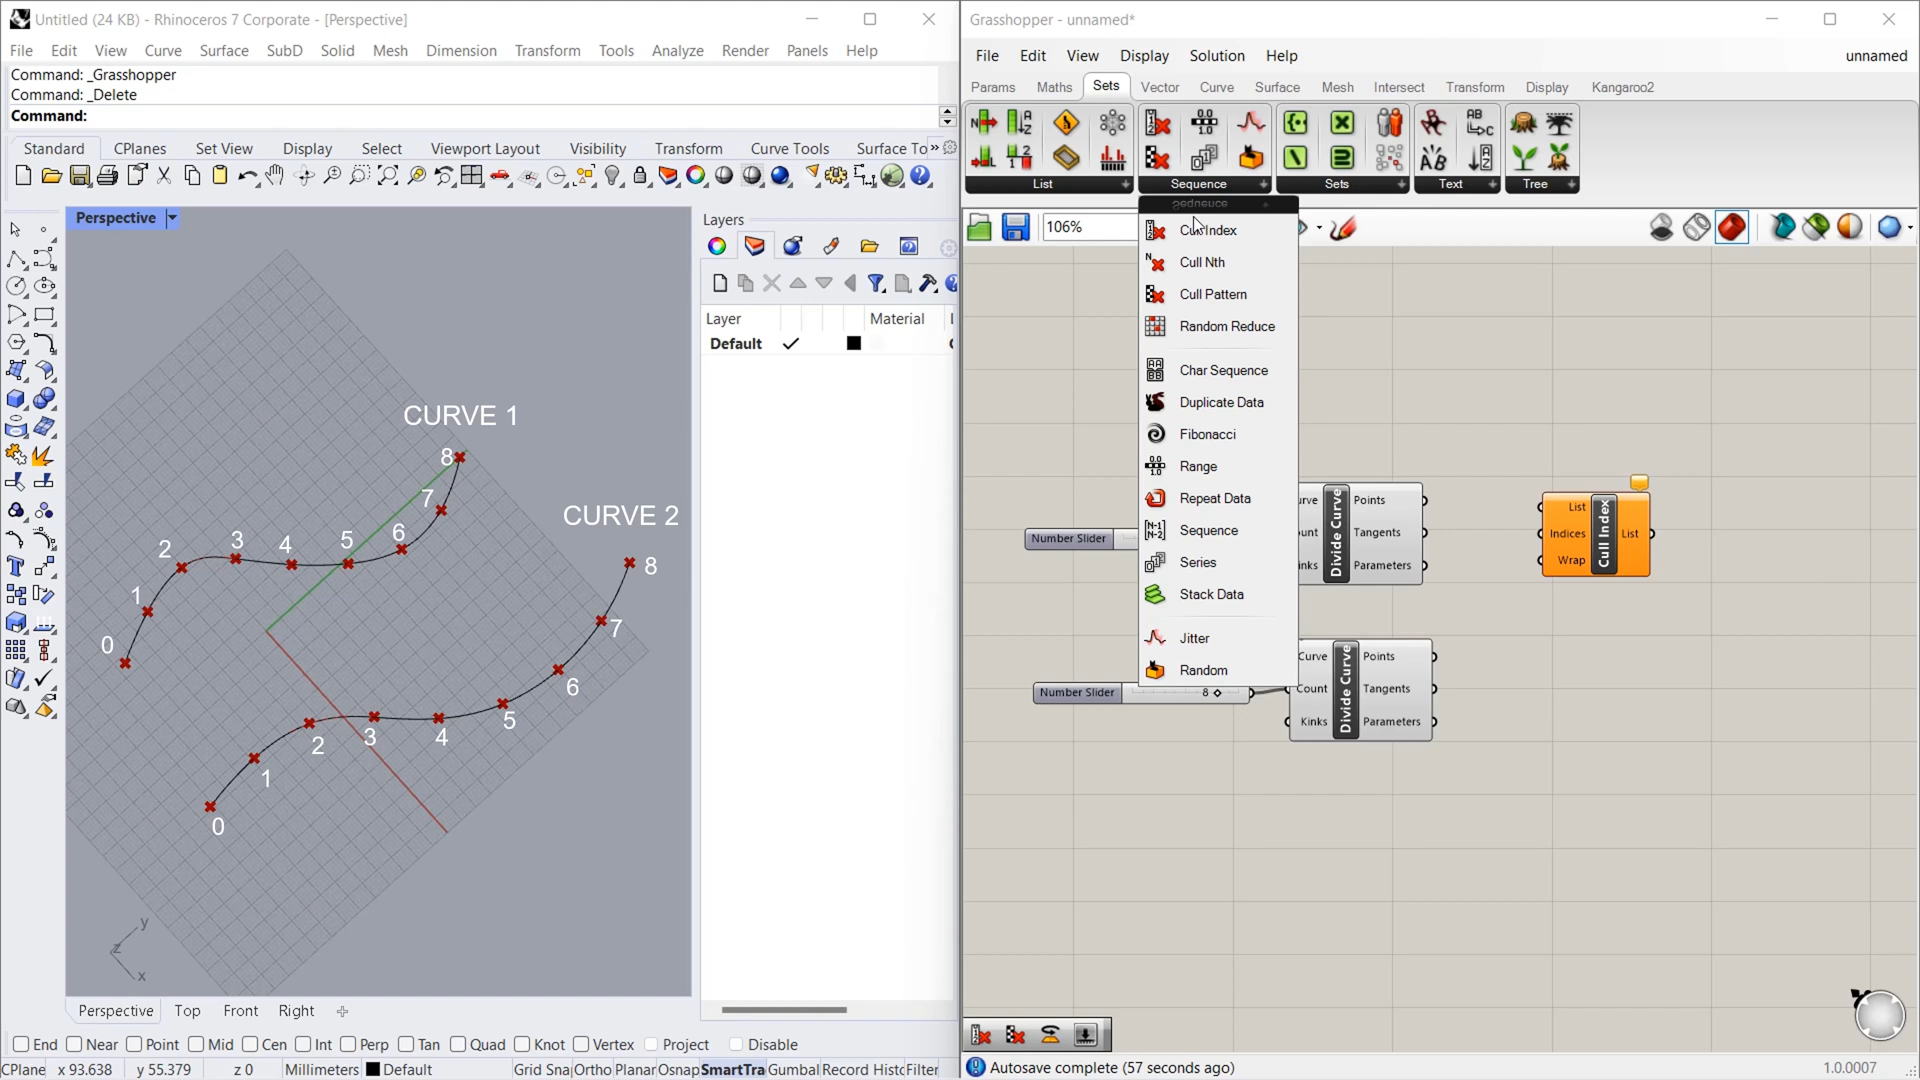 Untitled (24 KB) - Rhinoceros 7 Corporate - [Perspective]
File Edit View Curve Surface SubD Solid Mesh Dimension Transform Tools Analyze Render Panels Help
Command: _Grasshopper
Command: _Delete
Command:
Standard CPlanes Set View Display Select Viewport Layout Visibility Transform Curve Tools Surface To »
Perspective
CURVE 1
8
7
6
5
4
3
2
1
0
CURVE 2
8
7
6
5
4
3
2
1
0
y
z
x
Perspective Top Front Right
Layers
Layer Material
Default
End Near Point Mid Cen Int Perp Tan Quad Knot Vertex Project Disable
CPlane x 93.638 y 55.379 z 0 Millimeters Default Grid Sna Ortho Planar Osnap SmartTra Gumbal Record Histo Filter
Grasshopper - unnamed*
File Edit View Display Solution Help unnamed
Params Maths Sets Vector Curve Surface Mesh Intersect Transform Display Kangaroo2
List Sequence Sets Text Tree
106%
Sequence
Cull Index
Cull Nth
Cull Pattern
Random Reduce
Char Sequence
Duplicate Data
Fibonacci
Range
Repeat Data
Sequence
Series
Stack Data
Jitter
Random
Number Slider
urve Points
unt Tangents
inks Parameters
Divide Curve
List
Indices
Wrap
Cull Index
List
Number Slider 8
Curve Points
Count Tangents
Kinks Parameters
Divide Curve
Autosave complete (57 seconds ago)
1.0.0007